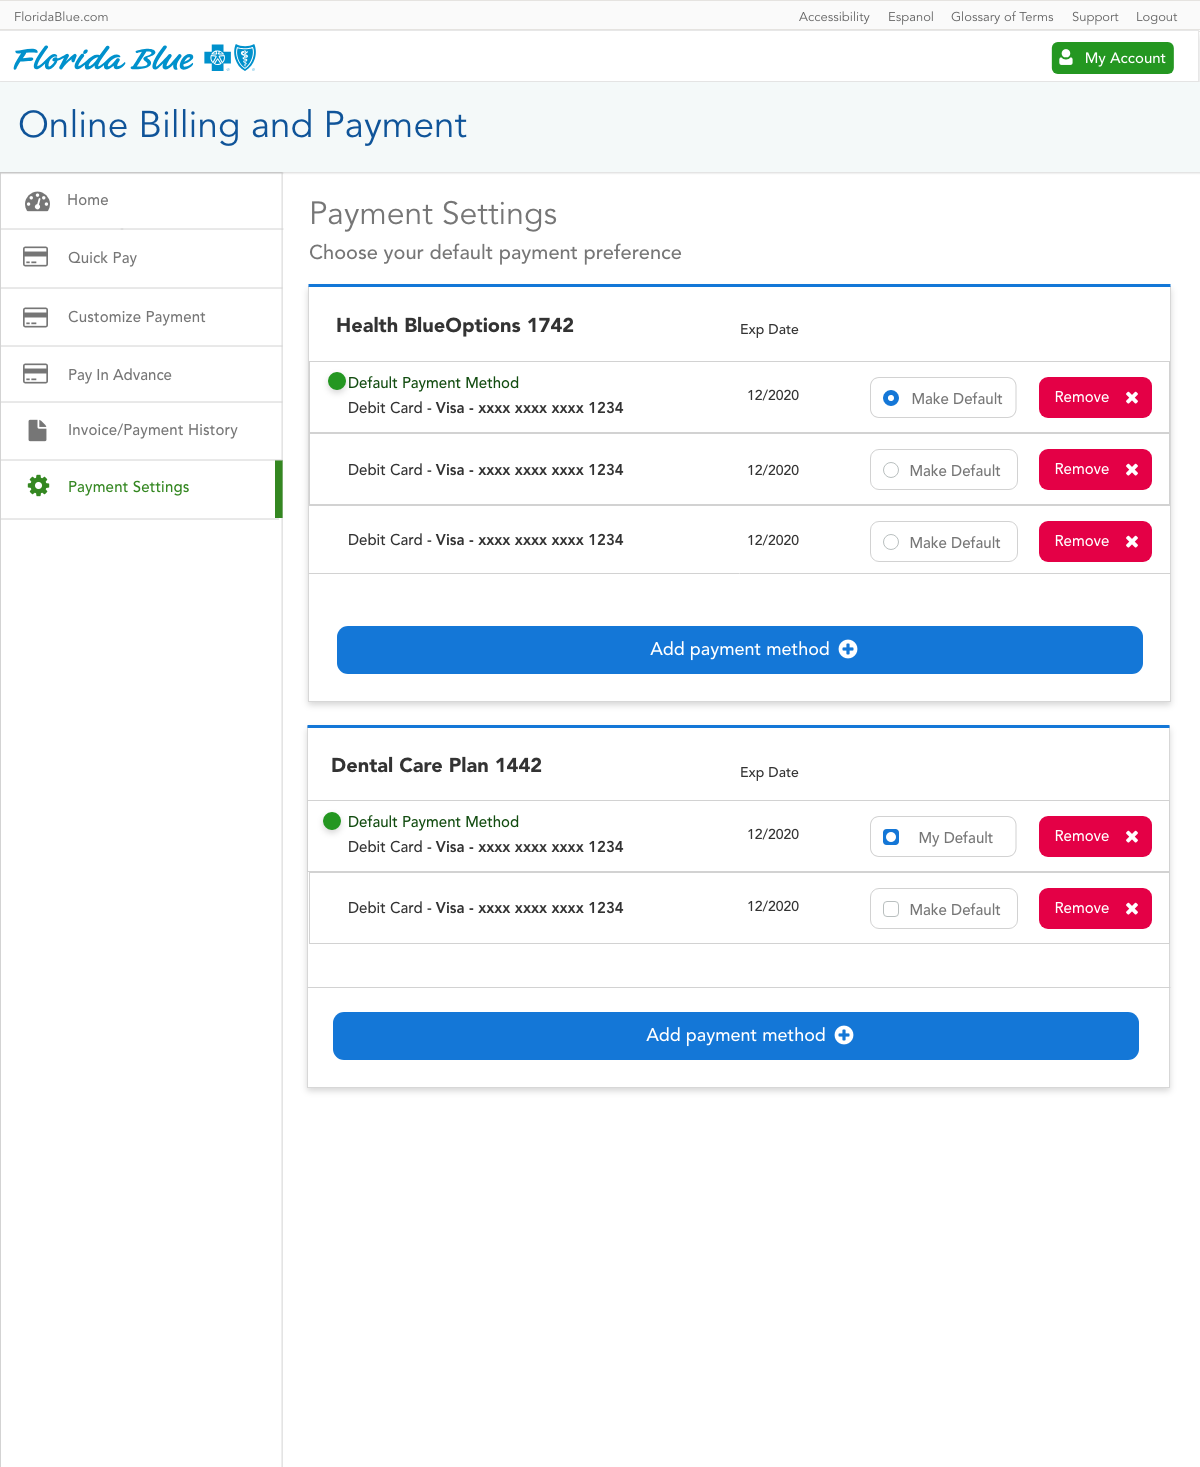 FloridaBlue.com
Accessibility Espanol Glossary of Terms Support Logout
Florida Blue
My Account
Online Billing and Payment
Home
Quick Pay
Customize Payment
Pay In Advance
Invoice/Payment History
Payment Settings
Payment Settings
Choose your default payment preference
Health BlueOptions 1742 Exp Date
Default Payment Method
Debit Card - Visa - xxxx xxxx xxxx 1234 12/2020 Make Default Remove
Debit Card - Visa - xxxx xxxx xxxx 1234 12/2020 Make Default Remove
Debit Card - Visa - xxxx xxxx xxxx 1234 12/2020 Make Default Remove
Add payment method
Dental Care Plan 1442 Exp Date
Default Payment Method
Debit Card - Visa - xxxx xxxx xxxx 1234 12/2020 My Default Remove
Debit Card - Visa - xxxx xxxx xxxx 1234 12/2020 Make Default Remove
Add payment method